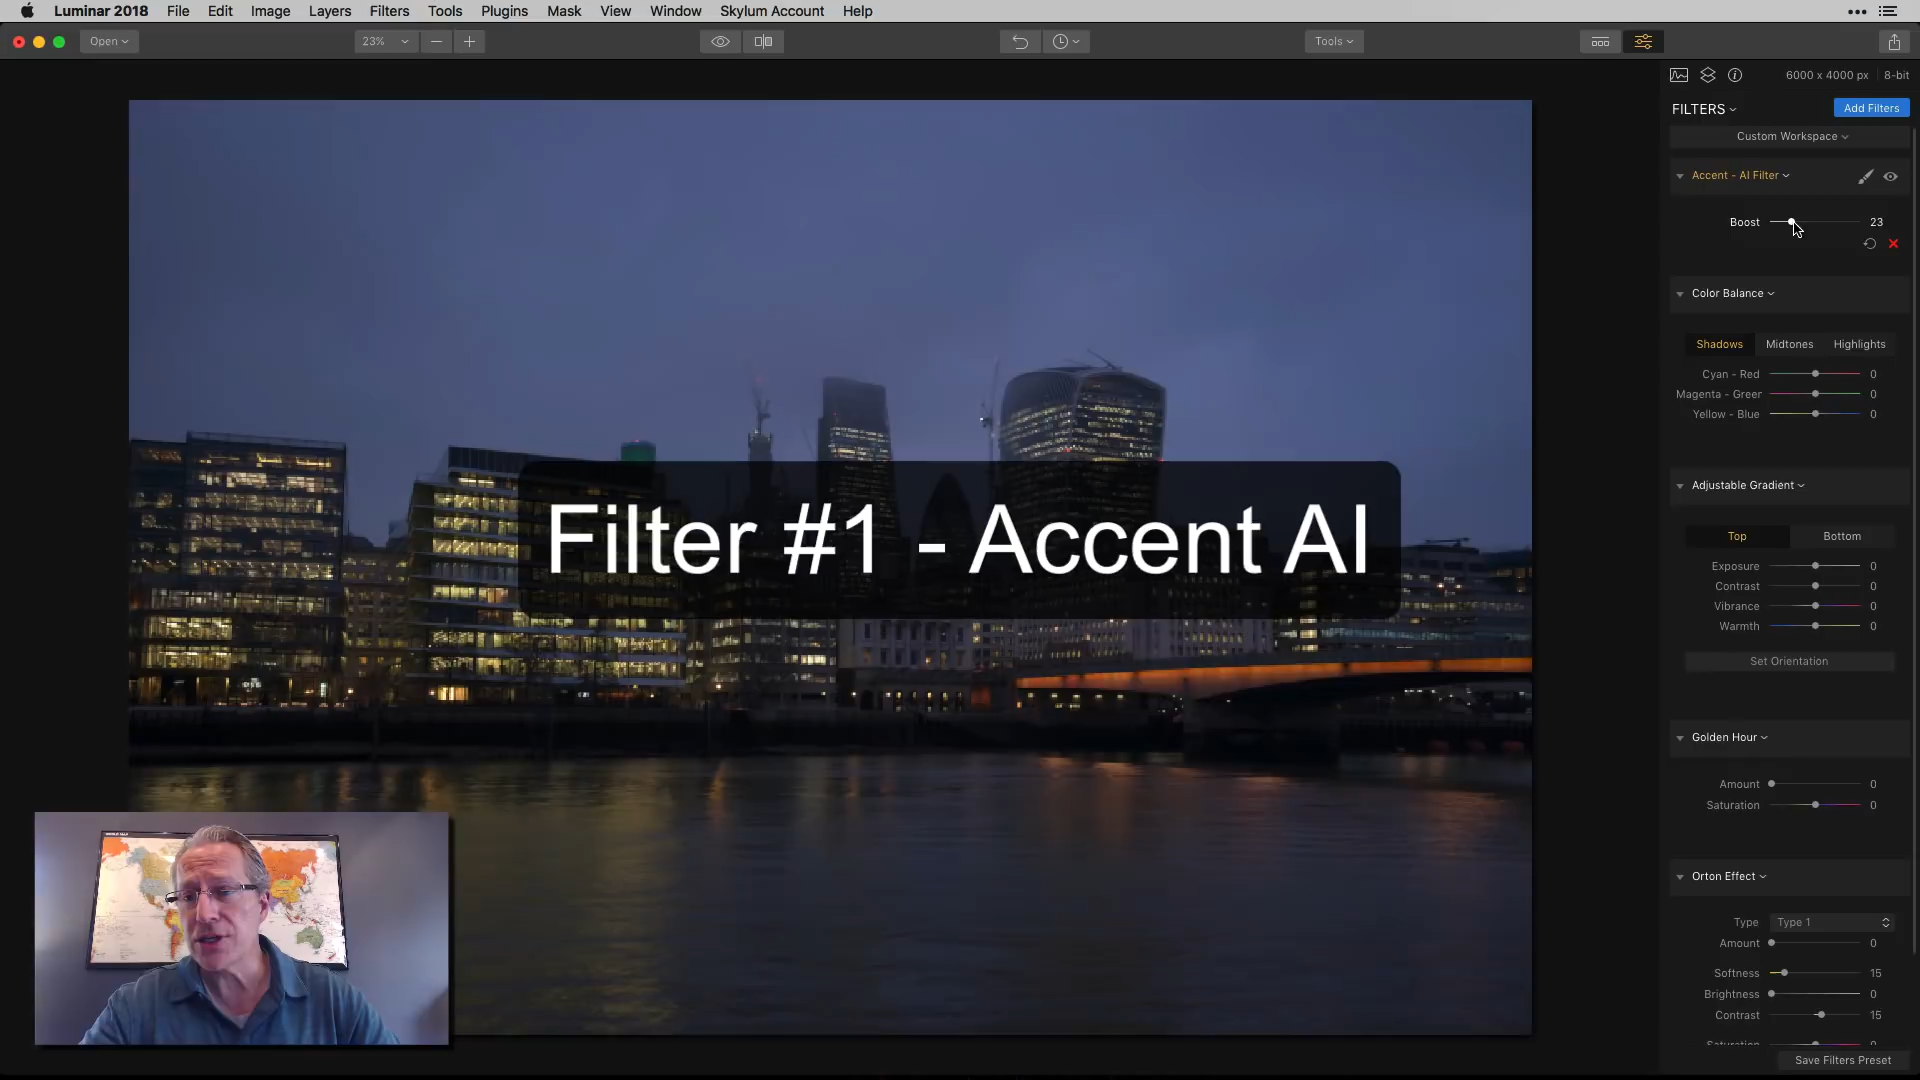 Luminar 2018 File Edit Image Layers Filters Tools Plugins Mask View Window Skylum Account Help
Open 23% Tools
6000 x 4000 px 8-bit
FILTERS Add Filters
Custom Workspace
Accent - AI Filter
Boost 23
Color Balance
Shadows Midtones Highlights
Cyan - Red 0
Magenta - Green 0
Yellow - Blue 0
Adjustable Gradient
Top Bottom
Filter #1 - Accent AI
Exposure 0
Contrast 0
Vibrance 0
Warmth 0
Set Orientation
Golden Hour
Amount 0
Saturation 0
Orton Effect
Type Type 1
Amount 0
Softness 15
Brightness 0
Contrast 15
Saturation 0
Save Filters Preset